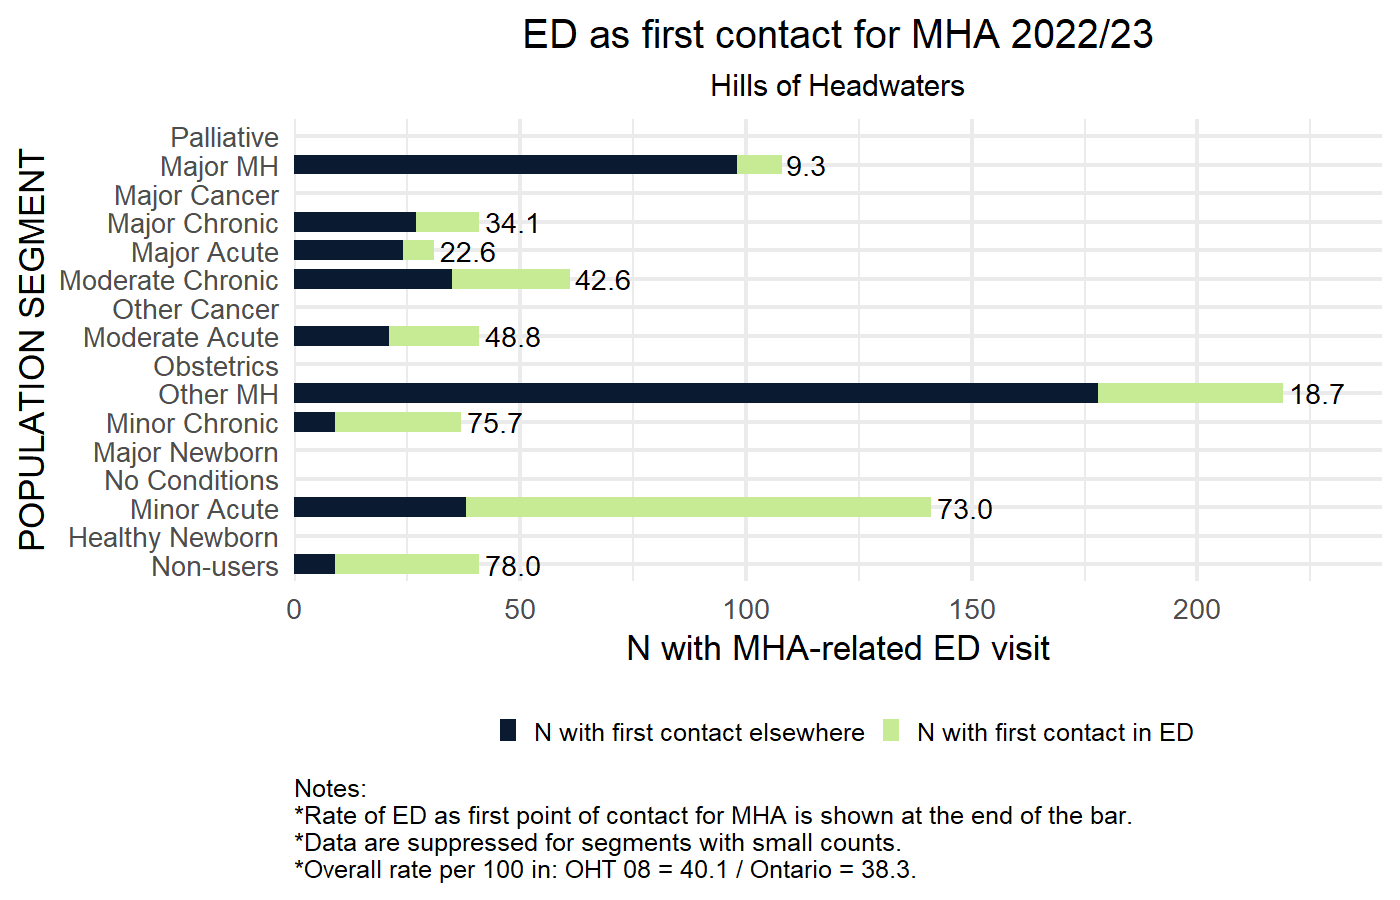 ED as first contact for MHA 2022/23
Hills of Headwaters
POPULATION SEGMENT
Palliative
Major MH 9.3
Major Cancer
Major Chronic 34.1
Major Acute 22.6
Moderate Chronic 42.6
Other Cancer
Moderate Acute 48.8
Obstetrics
Other MH 18.7
Minor Chronic 75.7
Major Newborn
No Conditions
Minor Acute 73.0
Healthy Newborn
Non-users 78.0
0 50 100 150 200
N with MHA-related ED visit
N with first contact elsewhere N with first contact in ED
Notes:
*Rate of ED as first point of contact for MHA is shown at the end of the bar.
*Data are suppressed for segments with small counts.
*Overall rate per 100 in: OHT 08 = 40.1 / Ontario = 38.3.